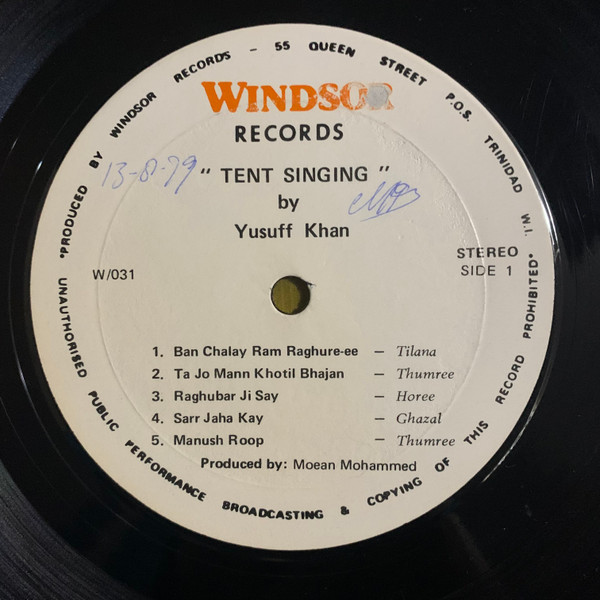 *PRODUCED BY WINDSOR RECORDS – 55 QUEEN STREET P.O.S. TRINIDAD W.I.
WINDSOR
RECORDS
13-8-79
" TENT SINGING "
by
Yusuff Khan
W/031
STEREO
SIDE 1
1. Ban Chalay Ram Raghure-ee – Tilana
2. Ta Jo Mann Khotil Bhajan – Thumree
3. Raghubar Ji Say – Horee
4. Sarr Jaha Kay – Ghazal
5. Manush Roop – Thumree
Produced by: Moean Mohammed
UNAUTHORISED PUBLIC PERFORMANCE BROADCASTING & COPYING OF THIS RECORD PROHIBITED*